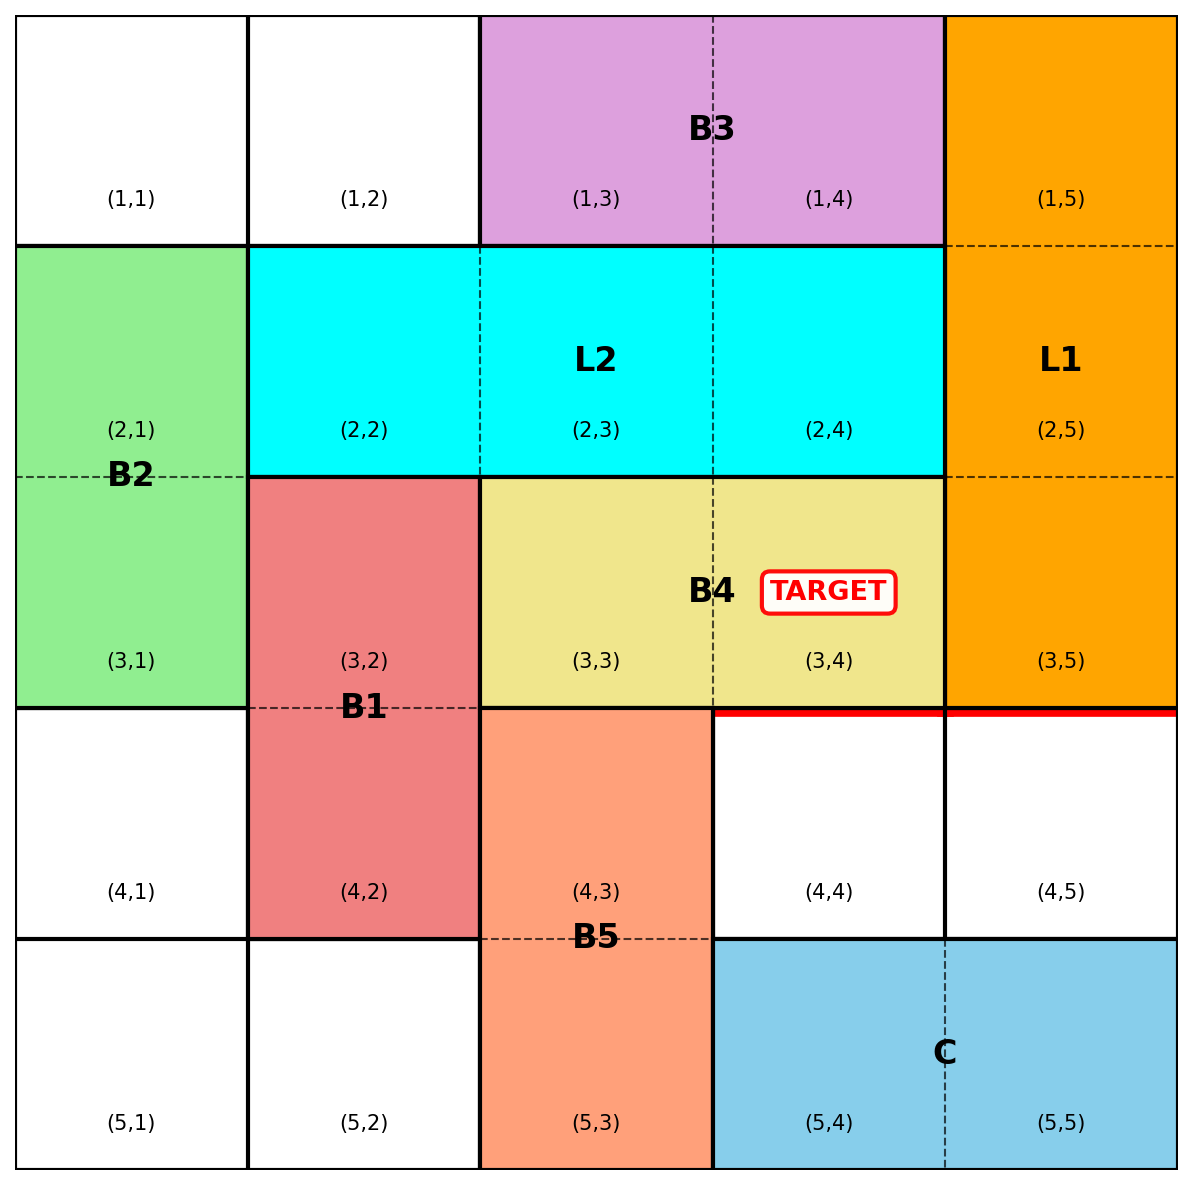 B3
(1,1) (1,2) (1,3) (1,4) (1,5)
L2 L1
(2,1) (2,2) (2,3) (2,4) (2,5)
B2
B4 TARGET
(3,1) (3,2) (3,3) (3,4) (3,5)
B1
(4,1) (4,2) (4,3) (4,4) (4,5)
B5
C
(5,1) (5,2) (5,3) (5,4) (5,5)